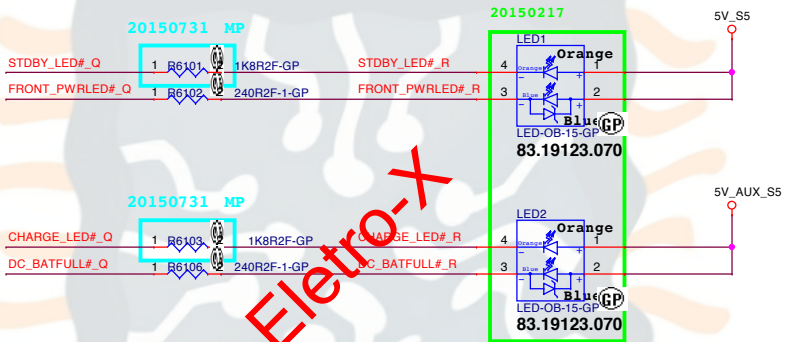 20150217
5V_S5
20150731 MP
LED1
Orange
STDBY_LED#_Q 1 R6101 2 1K8R2F-GP STDBY_LED#_R 4 Orange 1
- +
FRONT_PWRLED#_Q 1 R6102 2 240R2F-1-GP FRONT_PWRLED#_R 3 Blue 2
- +
Blue GP
LED-OB-15-GP
83.19123.070
Eletro-X
5V_AUX_S5
20150731 MP
LED2
Orange
CHARGE_LED#_Q 1 R6103 2 1K8R2F-GP CHARGE_LED#_R 4 Orange 1
- +
DC_BATFULL#_Q 1 R6106 2 240R2F-1-GP DC_BATFULL#_R 3 Blue 2
- +
Blue GP
LED-OB-15-GP
83.19123.070